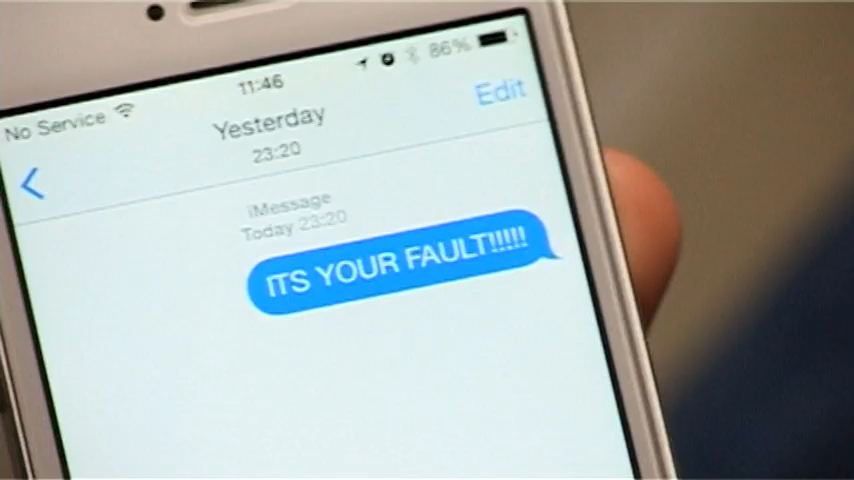 No Service 11:46 86%
Yesterday Edit
23:20
iMessage
Today 23:20
ITS YOUR FAULT!!!!!